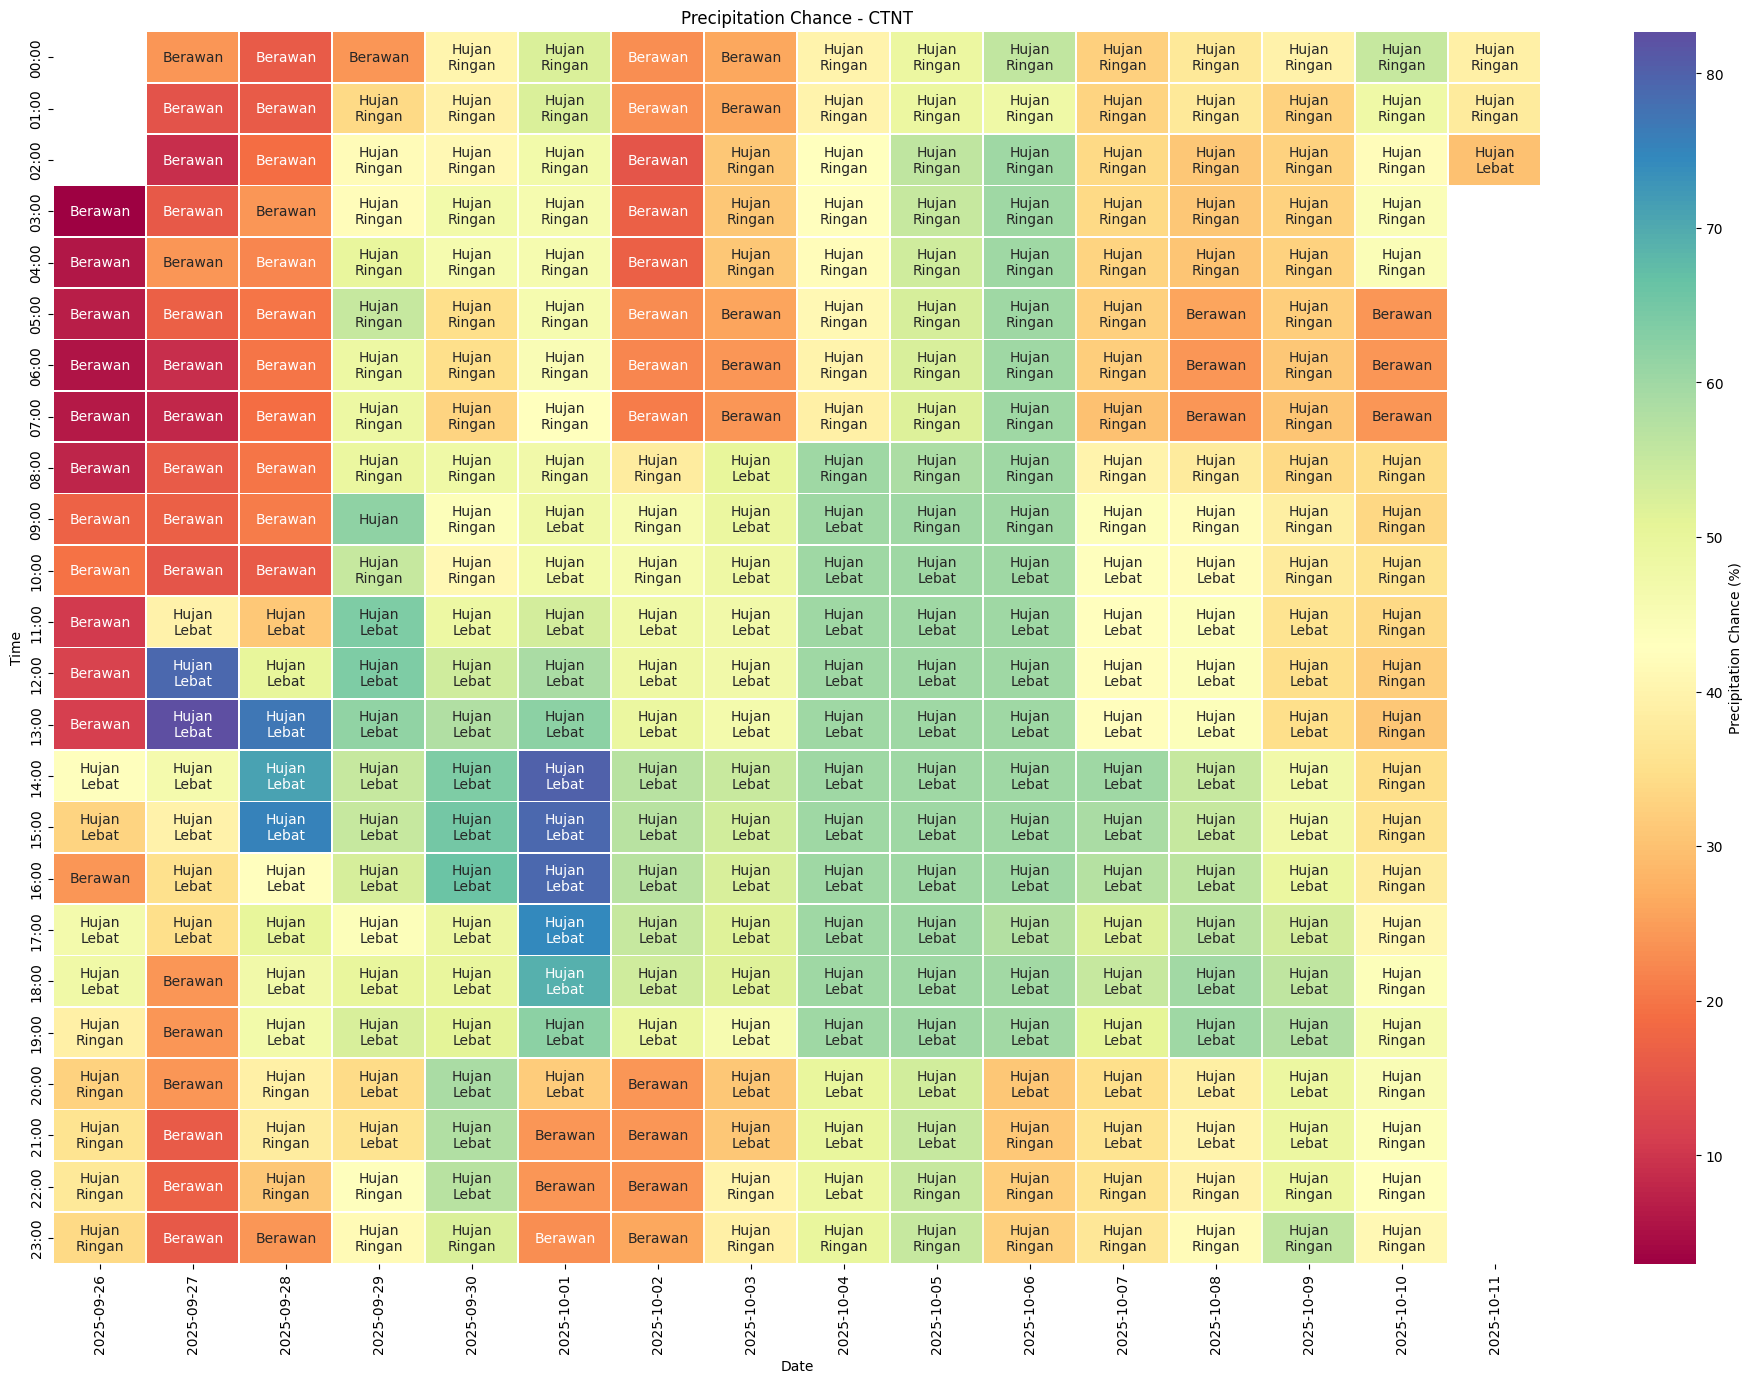 Precipitation Chance - CTNT
00:00 Berawan Berawan Berawan Hujan Ringan Hujan Ringan Berawan Berawan Hujan Ringan Hujan Ringan Hujan Ringan Hujan Ringan Hujan Ringan Hujan Ringan Hujan Ringan Hujan Ringan
01:00 Berawan Berawan Hujan Ringan Hujan Ringan Hujan Ringan Berawan Berawan Hujan Ringan Hujan Ringan Hujan Ringan Hujan Ringan Hujan Ringan Hujan Ringan Hujan Ringan Hujan Ringan
02:00 Berawan Berawan Hujan Ringan Hujan Ringan Hujan Ringan Berawan Hujan Ringan Hujan Ringan Hujan Ringan Hujan Ringan Hujan Ringan Hujan Ringan Hujan Ringan Hujan Ringan Hujan Lebat
03:00 Berawan Berawan Berawan Hujan Ringan Hujan Ringan Hujan Ringan Berawan Hujan Ringan Hujan Ringan Hujan Ringan Hujan Ringan Hujan Ringan Hujan Ringan Hujan Ringan Hujan Ringan
04:00 Berawan Berawan Berawan Hujan Ringan Hujan Ringan Hujan Ringan Berawan Hujan Ringan Hujan Ringan Hujan Ringan Hujan Ringan Hujan Ringan Hujan Ringan Hujan Ringan Hujan Ringan
05:00 Berawan Berawan Berawan Hujan Ringan Hujan Ringan Hujan Ringan Berawan Berawan Hujan Ringan Hujan Ringan Hujan Ringan Hujan Ringan Berawan Hujan Ringan Berawan
06:00 Berawan Berawan Berawan Hujan Ringan Hujan Ringan Hujan Ringan Berawan Berawan Hujan Ringan Hujan Ringan Hujan Ringan Hujan Ringan Berawan Hujan Ringan Berawan
07:00 Berawan Berawan Berawan Hujan Ringan Hujan Ringan Hujan Ringan Berawan Berawan Hujan Ringan Hujan Ringan Hujan Ringan Hujan Ringan Berawan Hujan Ringan Berawan
08:00 Berawan Berawan Berawan Hujan Ringan Hujan Ringan Hujan Ringan Hujan Ringan Hujan Lebat Hujan Ringan Hujan Ringan Hujan Ringan Hujan Ringan Hujan Ringan Hujan Ringan Hujan Ringan
09:00 Berawan Berawan Berawan Hujan Hujan Ringan Hujan Lebat Hujan Ringan Hujan Lebat Hujan Lebat Hujan Ringan Hujan Ringan Hujan Ringan Hujan Ringan Hujan Ringan Hujan Ringan
10:00 Berawan Berawan Berawan Hujan Ringan Hujan Ringan Hujan Lebat Hujan Ringan Hujan Lebat Hujan Lebat Hujan Lebat Hujan Lebat Hujan Lebat Hujan Lebat Hujan Ringan Hujan Ringan
11:00 Berawan Hujan Lebat Hujan Lebat Hujan Lebat Hujan Lebat Hujan Lebat Hujan Lebat Hujan Lebat Hujan Lebat Hujan Lebat Hujan Lebat Hujan Lebat Hujan Lebat Hujan Lebat Hujan Ringan
12:00 Berawan Hujan Lebat Hujan Lebat Hujan Lebat Hujan Lebat Hujan Lebat Hujan Lebat Hujan Lebat Hujan Lebat Hujan Lebat Hujan Lebat Hujan Lebat Hujan Lebat Hujan Lebat Hujan Ringan
13:00 Berawan Hujan Lebat Hujan Lebat Hujan Lebat Hujan Lebat Hujan Lebat Hujan Lebat Hujan Lebat Hujan Lebat Hujan Lebat Hujan Lebat Hujan Lebat Hujan Lebat Hujan Lebat Hujan Ringan
14:00 Hujan Lebat Hujan Lebat Hujan Lebat Hujan Lebat Hujan Lebat Hujan Lebat Hujan Lebat Hujan Lebat Hujan Lebat Hujan Lebat Hujan Lebat Hujan Lebat Hujan Lebat Hujan Lebat Hujan Ringan
15:00 Hujan Lebat Hujan Lebat Hujan Lebat Hujan Lebat Hujan Lebat Hujan Lebat Hujan Lebat Hujan Lebat Hujan Lebat Hujan Lebat Hujan Lebat Hujan Lebat Hujan Lebat Hujan Lebat Hujan Ringan
16:00 Berawan Hujan Lebat Hujan Lebat Hujan Lebat Hujan Lebat Hujan Lebat Hujan Lebat Hujan Lebat Hujan Lebat Hujan Lebat Hujan Lebat Hujan Lebat Hujan Lebat Hujan Lebat Hujan Ringan
17:00 Hujan Lebat Hujan Lebat Hujan Lebat Hujan Lebat Hujan Lebat Hujan Lebat Hujan Lebat Hujan Lebat Hujan Lebat Hujan Lebat Hujan Lebat Hujan Lebat Hujan Lebat Hujan Lebat Hujan Ringan
18:00 Hujan Lebat Berawan Hujan Lebat Hujan Lebat Hujan Lebat Hujan Lebat Hujan Lebat Hujan Lebat Hujan Lebat Hujan Lebat Hujan Lebat Hujan Lebat Hujan Lebat Hujan Lebat Hujan Ringan
19:00 Hujan Ringan Berawan Hujan Lebat Hujan Lebat Hujan Lebat Hujan Lebat Hujan Lebat Hujan Lebat Hujan Lebat Hujan Lebat Hujan Lebat Hujan Lebat Hujan Lebat Hujan Lebat Hujan Ringan
20:00 Hujan Ringan Berawan Hujan Ringan Hujan Lebat Hujan Lebat Hujan Lebat Berawan Hujan Lebat Hujan Lebat Hujan Lebat Hujan Lebat Hujan Lebat Hujan Lebat Hujan Lebat Hujan Ringan
21:00 Hujan Ringan Berawan Hujan Ringan Hujan Lebat Hujan Lebat Berawan Berawan Hujan Lebat Hujan Lebat Hujan Lebat Hujan Ringan Hujan Lebat Hujan Lebat Hujan Lebat Hujan Ringan
22:00 Hujan Ringan Berawan Hujan Ringan Hujan Ringan Hujan Lebat Berawan Berawan Hujan Ringan Hujan Lebat Hujan Ringan Hujan Ringan Hujan Ringan Hujan Ringan Hujan Ringan Hujan Ringan
23:00 Hujan Ringan Berawan Berawan Hujan Ringan Hujan Ringan Berawan Berawan Hujan Ringan Hujan Ringan Hujan Ringan Hujan Ringan Hujan Ringan Hujan Ringan Hujan Ringan Hujan Ringan
Time
2025-09-26 2025-09-27 2025-09-28 2025-09-29 2025-09-30 2025-10-01 2025-10-02 2025-10-03 2025-10-04 2025-10-05 2025-10-06 2025-10-07 2025-10-08 2025-10-09 2025-10-10 2025-10-11
Date
80
70
60
50
40
30
20
10
Precipitation Chance (%)